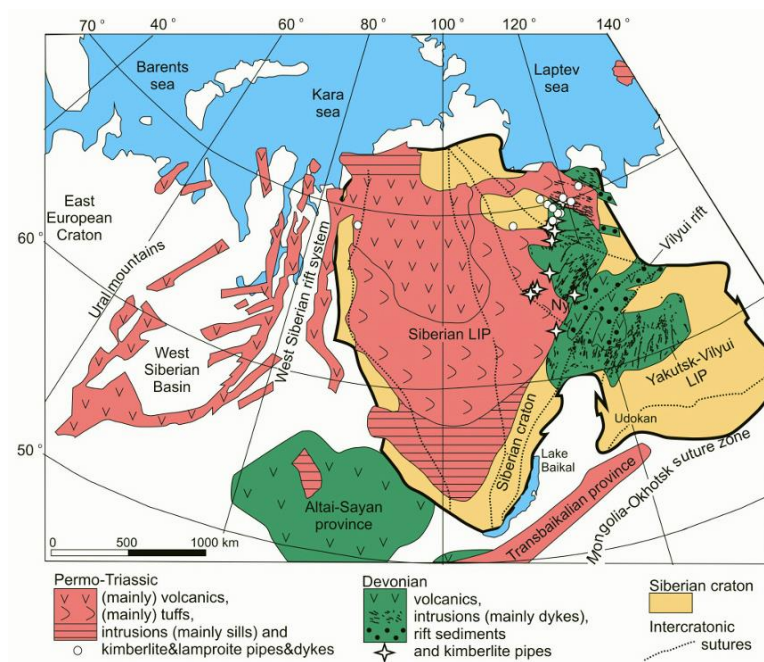 70°
40°
60°
80°
100°
120°
140°
Barents
sea
Kara
sea
Laptev
sea
East
European
Craton
60°
Ural mountains
West Siberian rift system
West
Siberian
Basin
Siberian LIP
Vilyui rift
Yakutsk-Vilyui
LIP
Udokan
Siberian craton
Lake
Baikal
50°
Altai-Sayan
province
Transbaikalian province
Mongolia-Okhotsk suture zone
0 500 1000 km
Permo-Triassic
(mainly) volcanics,
(mainly) tuffs,
intrusions (mainly sills) and
kimberlite&lamproite pipes&dykes
Devonian
volcanics,
intrusions (mainly dykes),
rift sediments
and kimberlite pipes
Siberian craton
Intercratonic
sutures